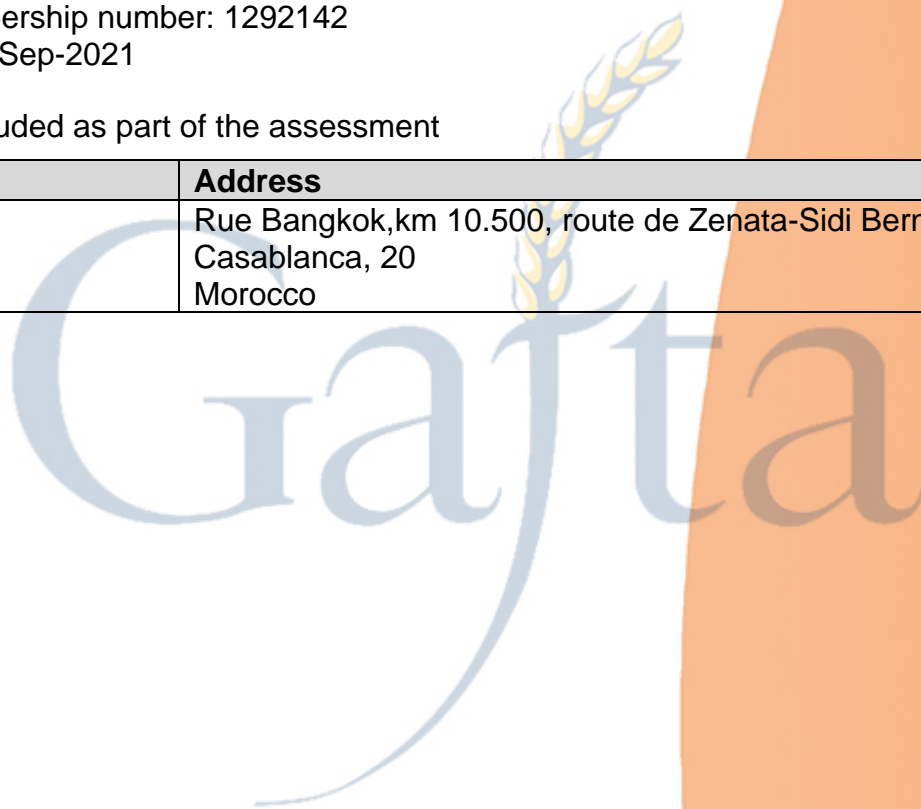 ership number: 1292142
Sep-2021
uded as part of the assessment
Address
Rue Bangkok,km 10.500, route de Zenata-Sidi Berr
Casablanca, 20
Morocco
Gafta